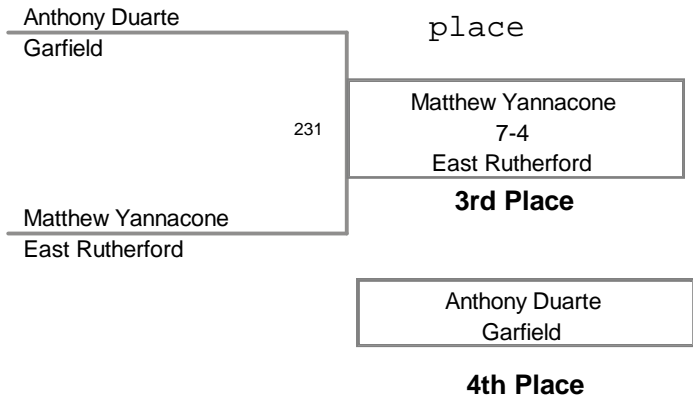 Anthony Duarte
place
Garfield
Matthew Yannacone
231
7-4
East Rutherford
3rd Place
Matthew Yannacone
East Rutherford
Anthony Duarte
Garfield
4th Place